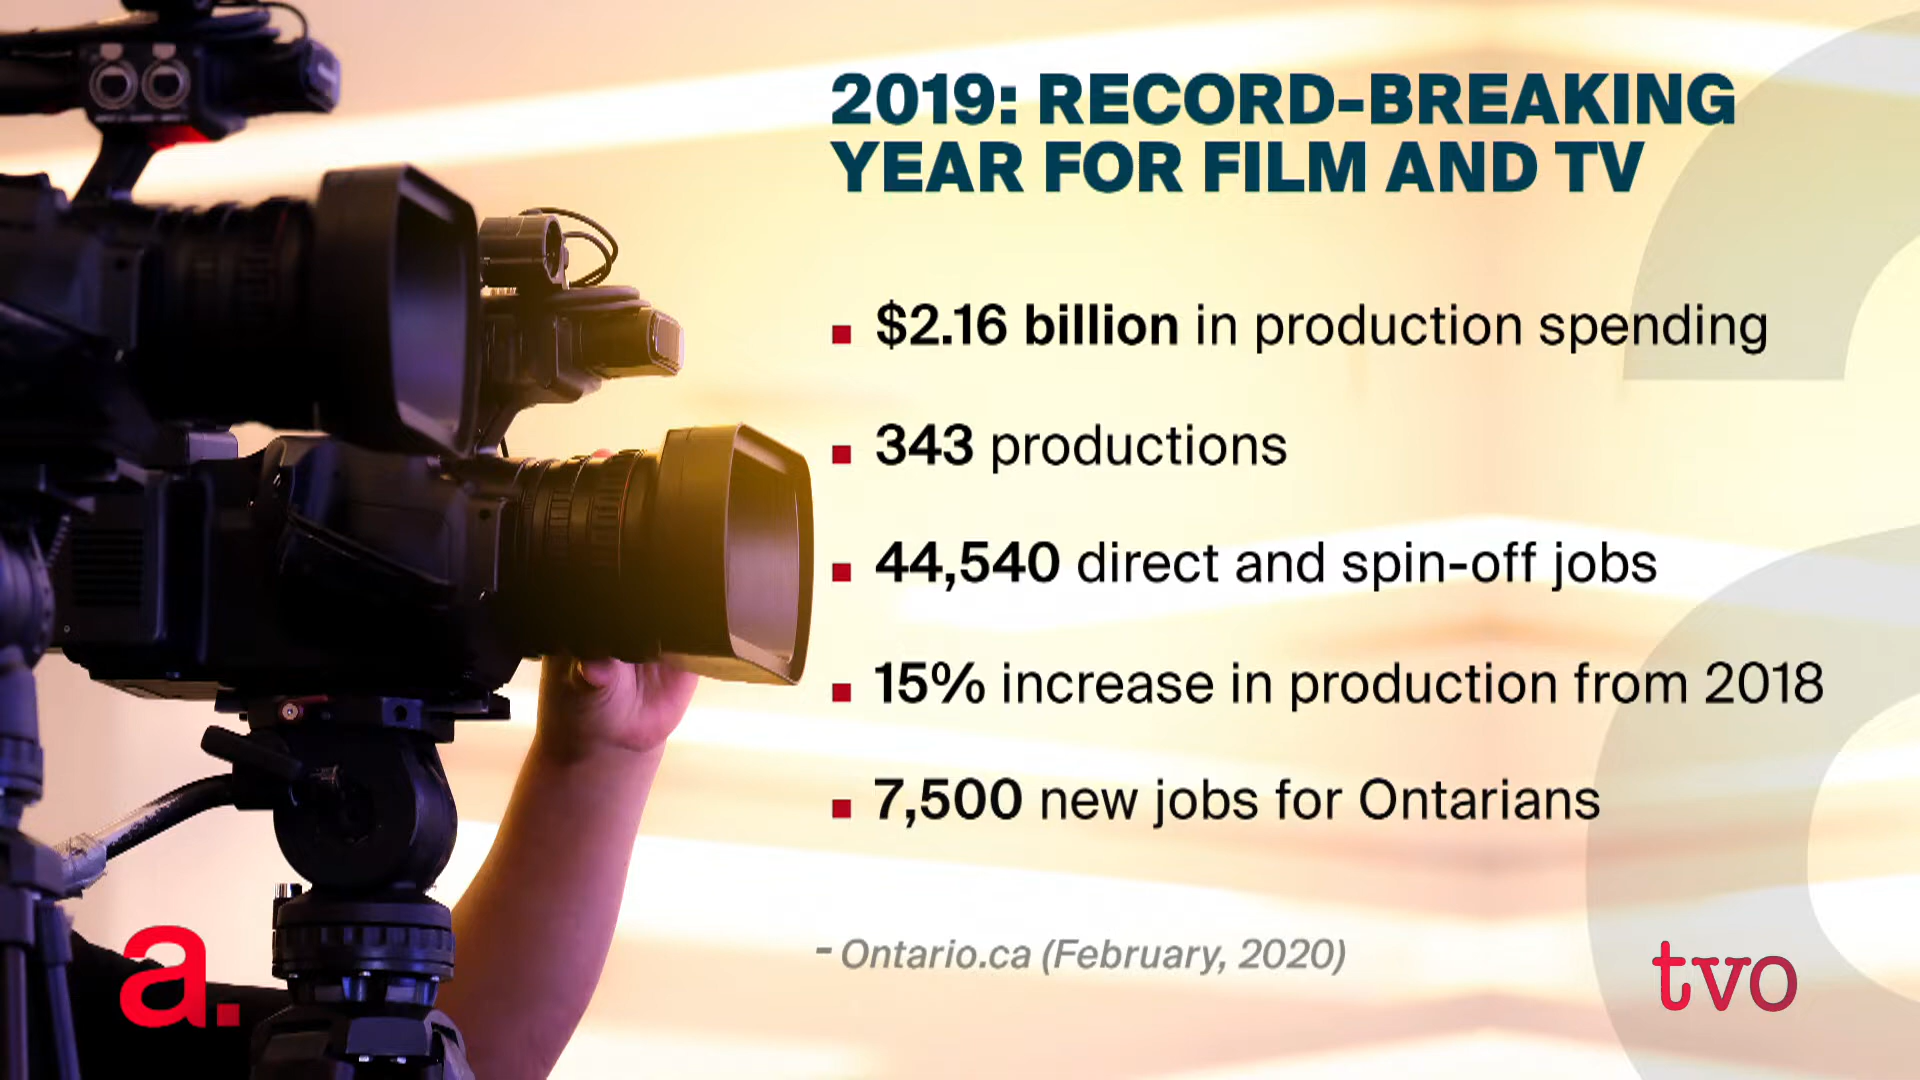 2019: RECORD-BREAKING
YEAR FOR FILM AND TV
$2.16 billion in production spending
343 productions
44,540 direct and spin-off jobs
15% increase in production from 2018
7,500 new jobs for Ontarians
- Ontario.ca (February, 2020)
a.
tvo